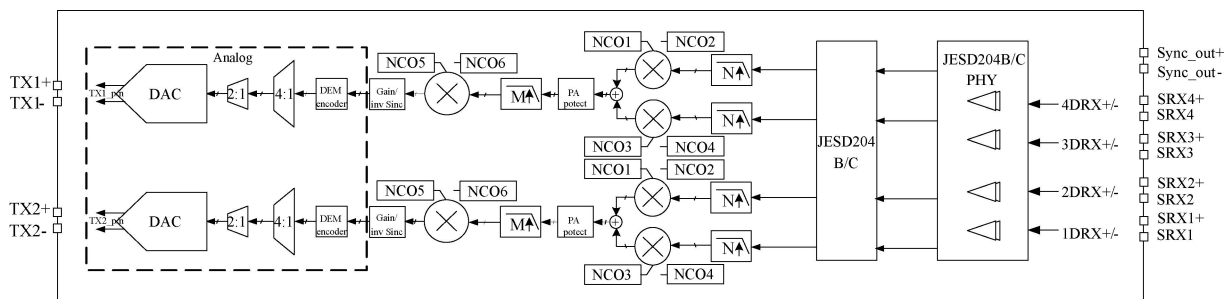 TX1+
TX1-
TX2+
TX2-
Analog
TX1_pm
DAC
2:1
4:1
DEM
encoder
Gain/
inv Sinc
NCO5
NCO6
M
PA
potect
+
NCO1
NCO2
NCO3
NCO4
N
N
TX2_pm
DAC
2:1
4:1
DEM
encoder
Gain/
inv Sinc
NCO5
NCO6
M
PA
potect
+
NCO1
NCO2
NCO3
NCO4
N
N
JESD204
B/C
JESD204B/C
PHY
4DRX+/-
3DRX+/-
2DRX+/-
1DRX+/-
Sync_out+
Sync_out-
SRX4+
SRX4
SRX3+
SRX3
SRX2+
SRX2
SRX1+
SRX1